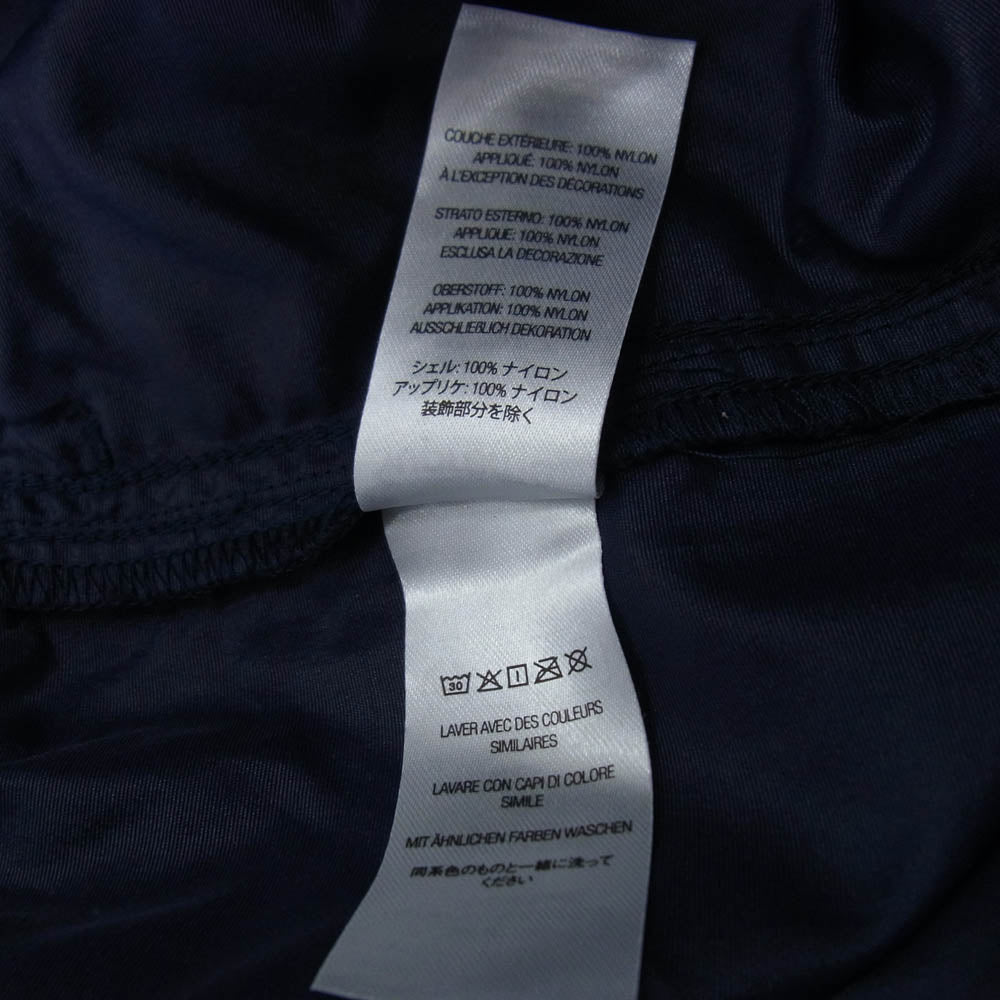 COUCHE EXTÉRIEURE: 100% NYLON
APPLIQUÉ: 100% NYLON
À L'EXCEPTION DES DÉCORATIONS
STRATO ESTERNO: 100% NYLON
APPLIQUE: 100% NYLON
ESCLUSA LA DECORAZIONE
OBERSTOFF: 100% NYLON
APPLIKATION: 100% NYLON
AUSSCHLIEßLICH DEKORATION
シェル: 100% ナイロン
アップリケ: 100% ナイロン
装飾部分を除く
30
LAVER AVEC DES COULEURS
SIMILAIRES
LAVARE CON CAPI DI COLORE
SIMILE
MIT ÄHNLICHEN FARBEN WASCHEN
同系色のものと一緒に洗って
ください